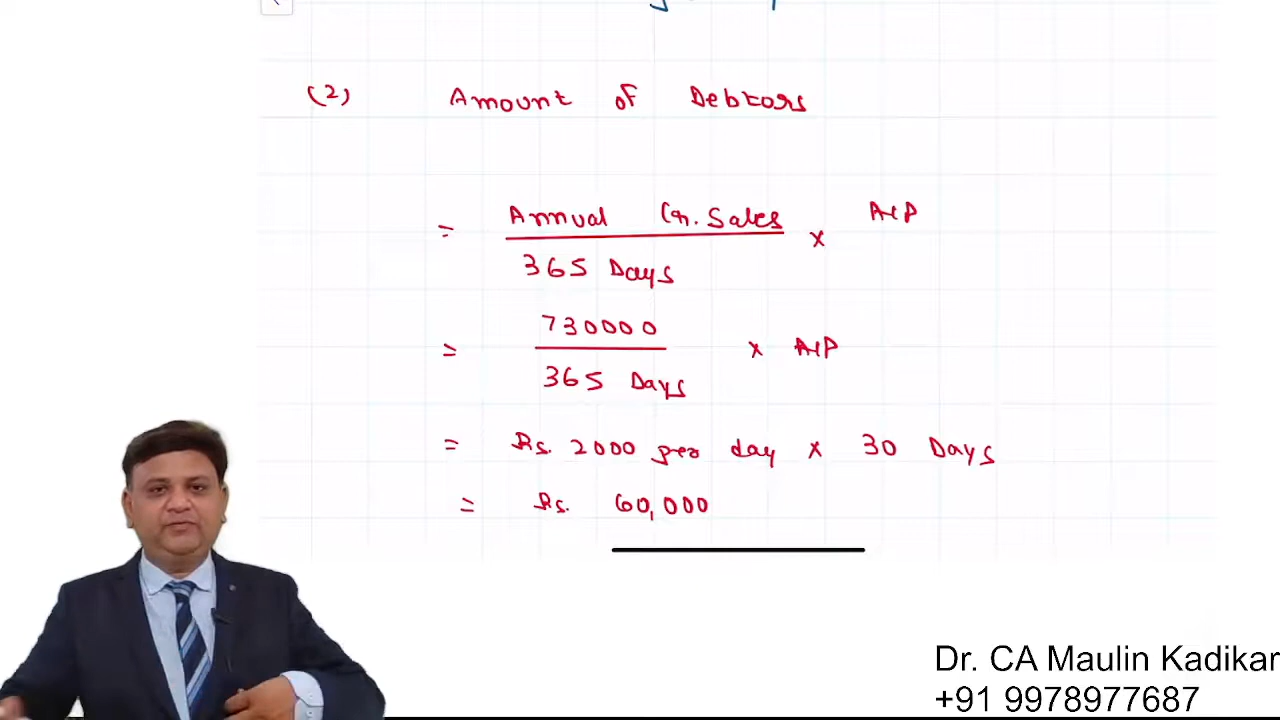 (2) Amount of Debtors
= Annual Cr. Sales × ACP
365 Days
= 730000 × ACP
365 Days
= Rs. 2000 per day × 30 Days
= Rs. 60,000
Dr. CA Maulin Kadikar
+91 9978977687